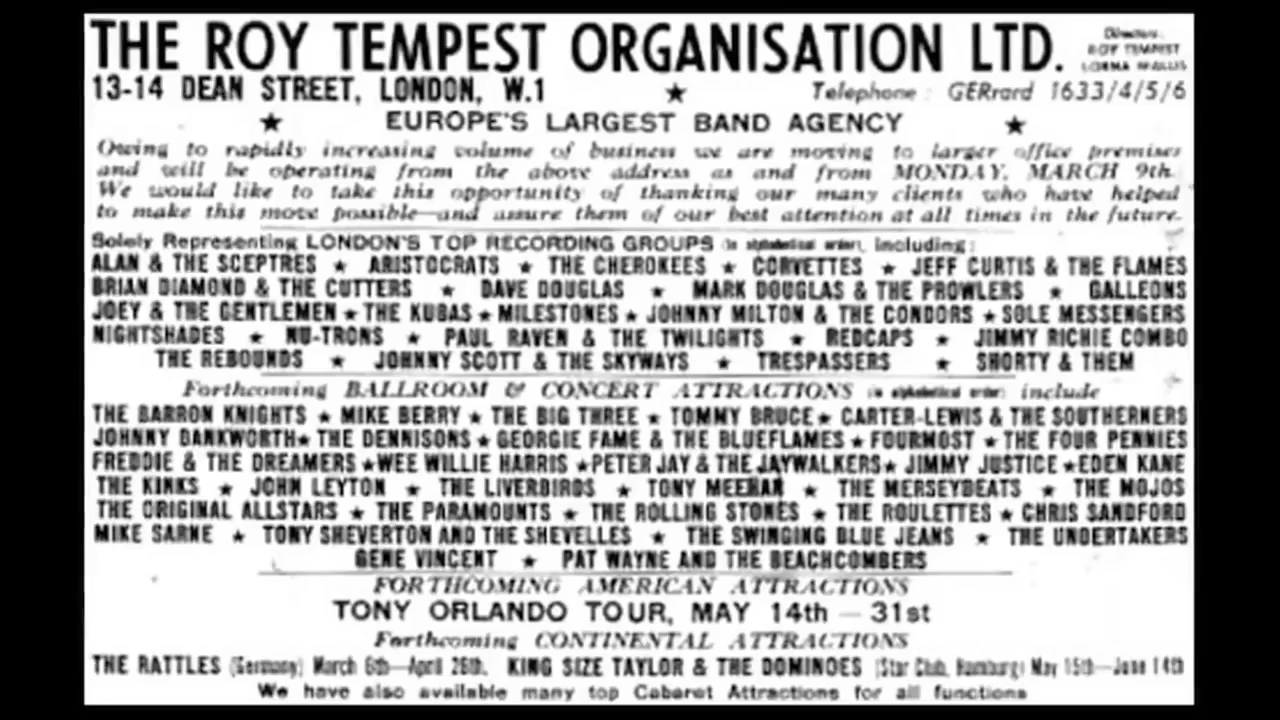 THE ROY TEMPEST ORGANISATION LTD.
Directors:
ROY TEMPEST
LORNA WALLIS
13-14 DEAN STREET, LONDON, W.1 ★ Telephone: GERrard 1633/4/5/6
★ EUROPE'S LARGEST BAND AGENCY ★
Owing to rapidly increasing volume of business we are moving to larger office premises
and will be operating from the above address as and from MONDAY, MARCH 9th.
We would like to take this opportunity of thanking our many clients who have helped
to make this move possible—and assure them of our best attention at all times in the future.
Solely Representing LONDON'S TOP RECORDING GROUPS (in alphabetical order), including:
ALAN & THE SCEPTRES ★ ARISTOCRATS ★ THE CHEROKEES ★ CORVETTES ★ JEFF CURTIS & THE FLAMES
BRIAN DIAMOND & THE CUTTERS ★ DAVE DOUGLAS ★ MARK DOUGLAS & THE PROWLERS ★ GALLEONS
JOEY & THE GENTLEMEN ★ THE KUBAS ★ MILESTONES ★ JOHNNY MILTON & THE CONDORS ★ SOLE MESSENGERS
NIGHTSHADES ★ NU-TRONS ★ PAUL RAVEN & THE TWILIGHTS ★ REDCAPS ★ JIMMY RICHIE COMBO
THE REBOUNDS ★ JOHNNY SCOTT & THE SKYWAYS ★ TRESPASSERS ★ SHORTY & THEM
Forthcoming BALLROOM & CONCERT ATTRACTIONS (in alphabetical order) include
THE BARRON KNIGHTS ★ MIKE BERRY ★ THE BIG THREE ★ TOMMY BRUCE ★ CARTER-LEWIS & THE SOUTHERNERS
JOHNNY DANKWORTH ★ THE DENNISONS ★ GEORGIE FAME & THE BLUEFLAMES ★ FOURMOST ★ THE FOUR PENNIES
FREDDIE & THE DREAMERS ★ WEE WILLIE HARRIS ★ PETER JAY & THE JAYWALKERS ★ JIMMY JUSTICE ★ EDEN KANE
THE KINKS ★ JOHN LEYTON ★ THE LIVERBIRDS ★ TONY MEEHAN ★ THE MERSEYBEATS ★ THE MOJOS
THE ORIGINAL ALLSTARS ★ THE PARAMOUNTS ★ THE ROLLING STONES ★ THE ROULETTES ★ CHRIS SANDFORD
MIKE SARNE ★ TONY SHEVERTON AND THE SHEVELLES ★ THE SWINGING BLUE JEANS ★ THE UNDERTAKERS
GENE VINCENT ★ PAT WAYNE AND THE BEACHCOMBERS
FORTHCOMING AMERICAN ATTRACTIONS
TONY ORLANDO TOUR, MAY 14th — 31st
Forthcoming CONTINENTAL ATTRACTIONS
THE RATTLES (Germany) March 6th—April 26th. KING SIZE TAYLOR & THE DOMINOES (Star Club, Hamburg) May 15th—June 14th
We have also available many top Cabaret Attractions for all functions